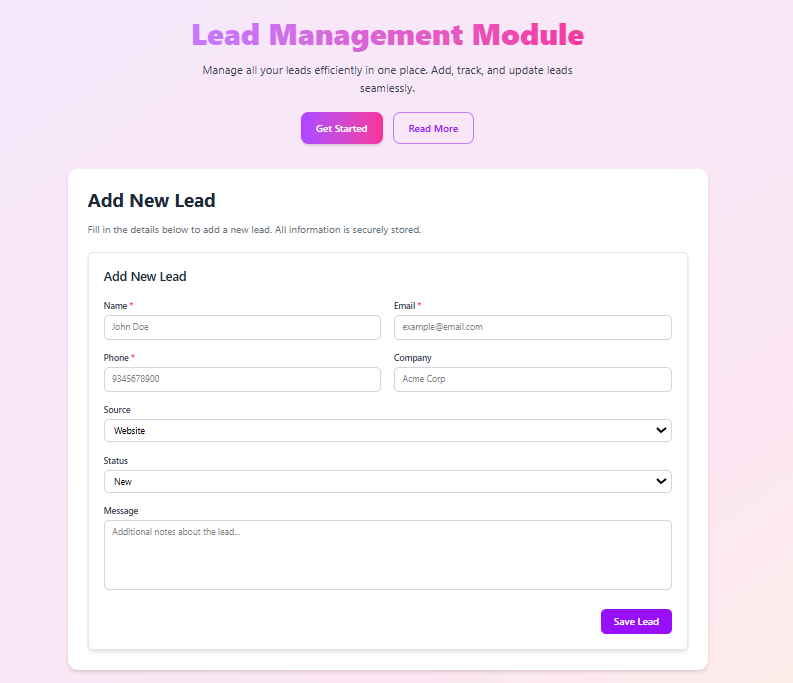 Lead Management Module
Manage all your leads efficiently in one place. Add, track, and update leads
seamlessly.
Get Started
Read More
Add New Lead
Fill in the details below to add a new lead. All information is securely stored.
Add New Lead
Name *
Email *
John Doe
example@email.com
Phone *
Company
9345678900
Acme Corp
Source
Website
Status
New
Message
Additional notes about the lead...
Save Lead